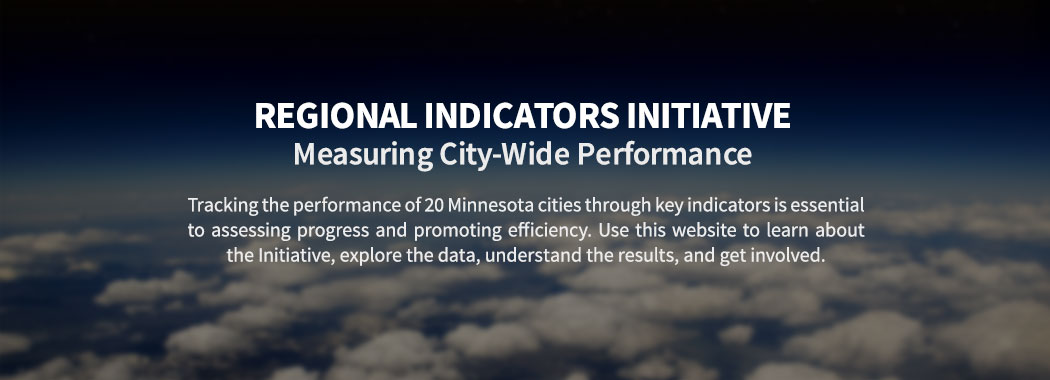 REGIONAL INDICATORS INITIATIVE
Measuring City-Wide Performance
Tracking the performance of 20 Minnesota cities through key indicators is essential
to assessing progress and promoting efficiency. Use this website to learn about
the Initiative, explore the data, understand the results, and get involved.